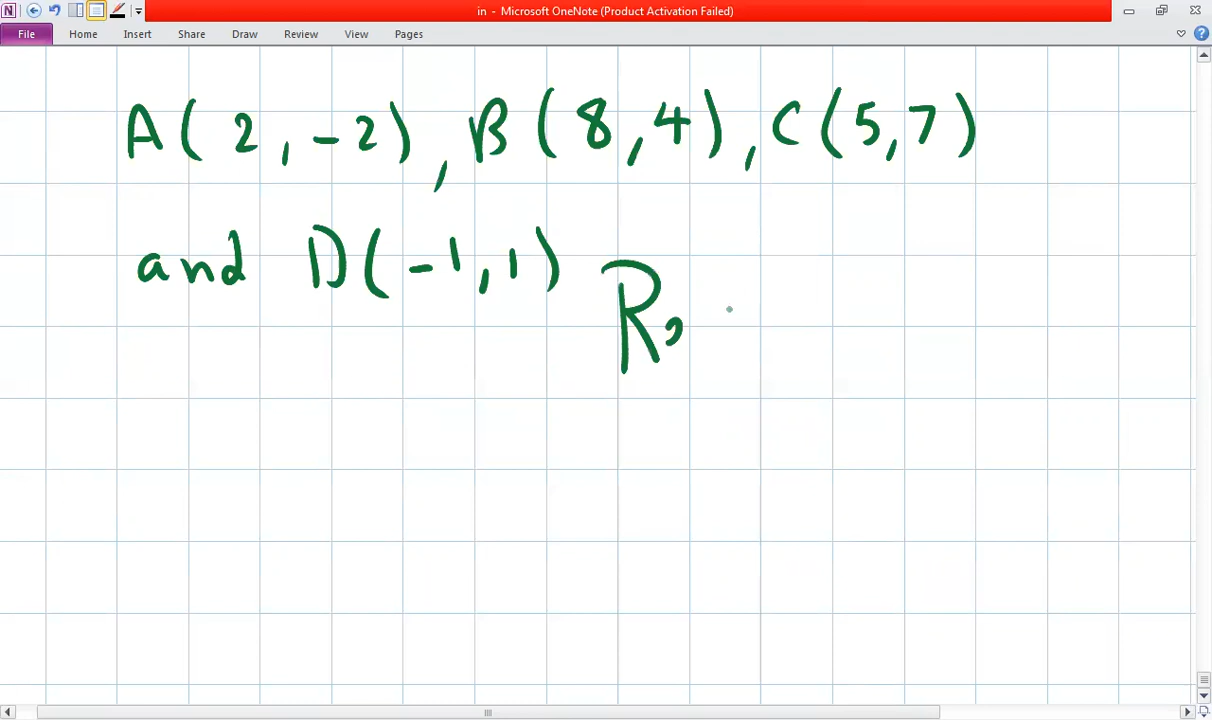 in - Microsoft OneNote (Product Activation Failed)
File Home Insert Share Draw Review View Pages
A(2,-2), B(8,4), C(5,7)
and D(-1,1)
R,